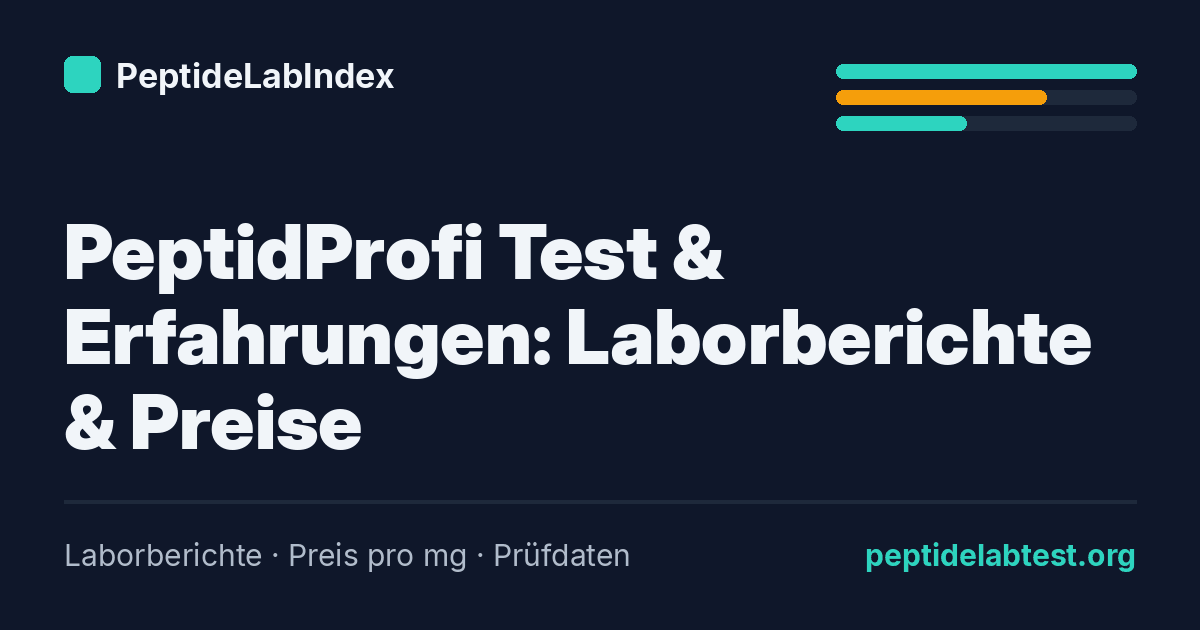 PeptideLabIndex
PeptidProfi Test &
Erfahrungen: Laborberichte
& Preise
Laborberichte · Preis pro mg · Prüfdaten
peptidelabtest.org